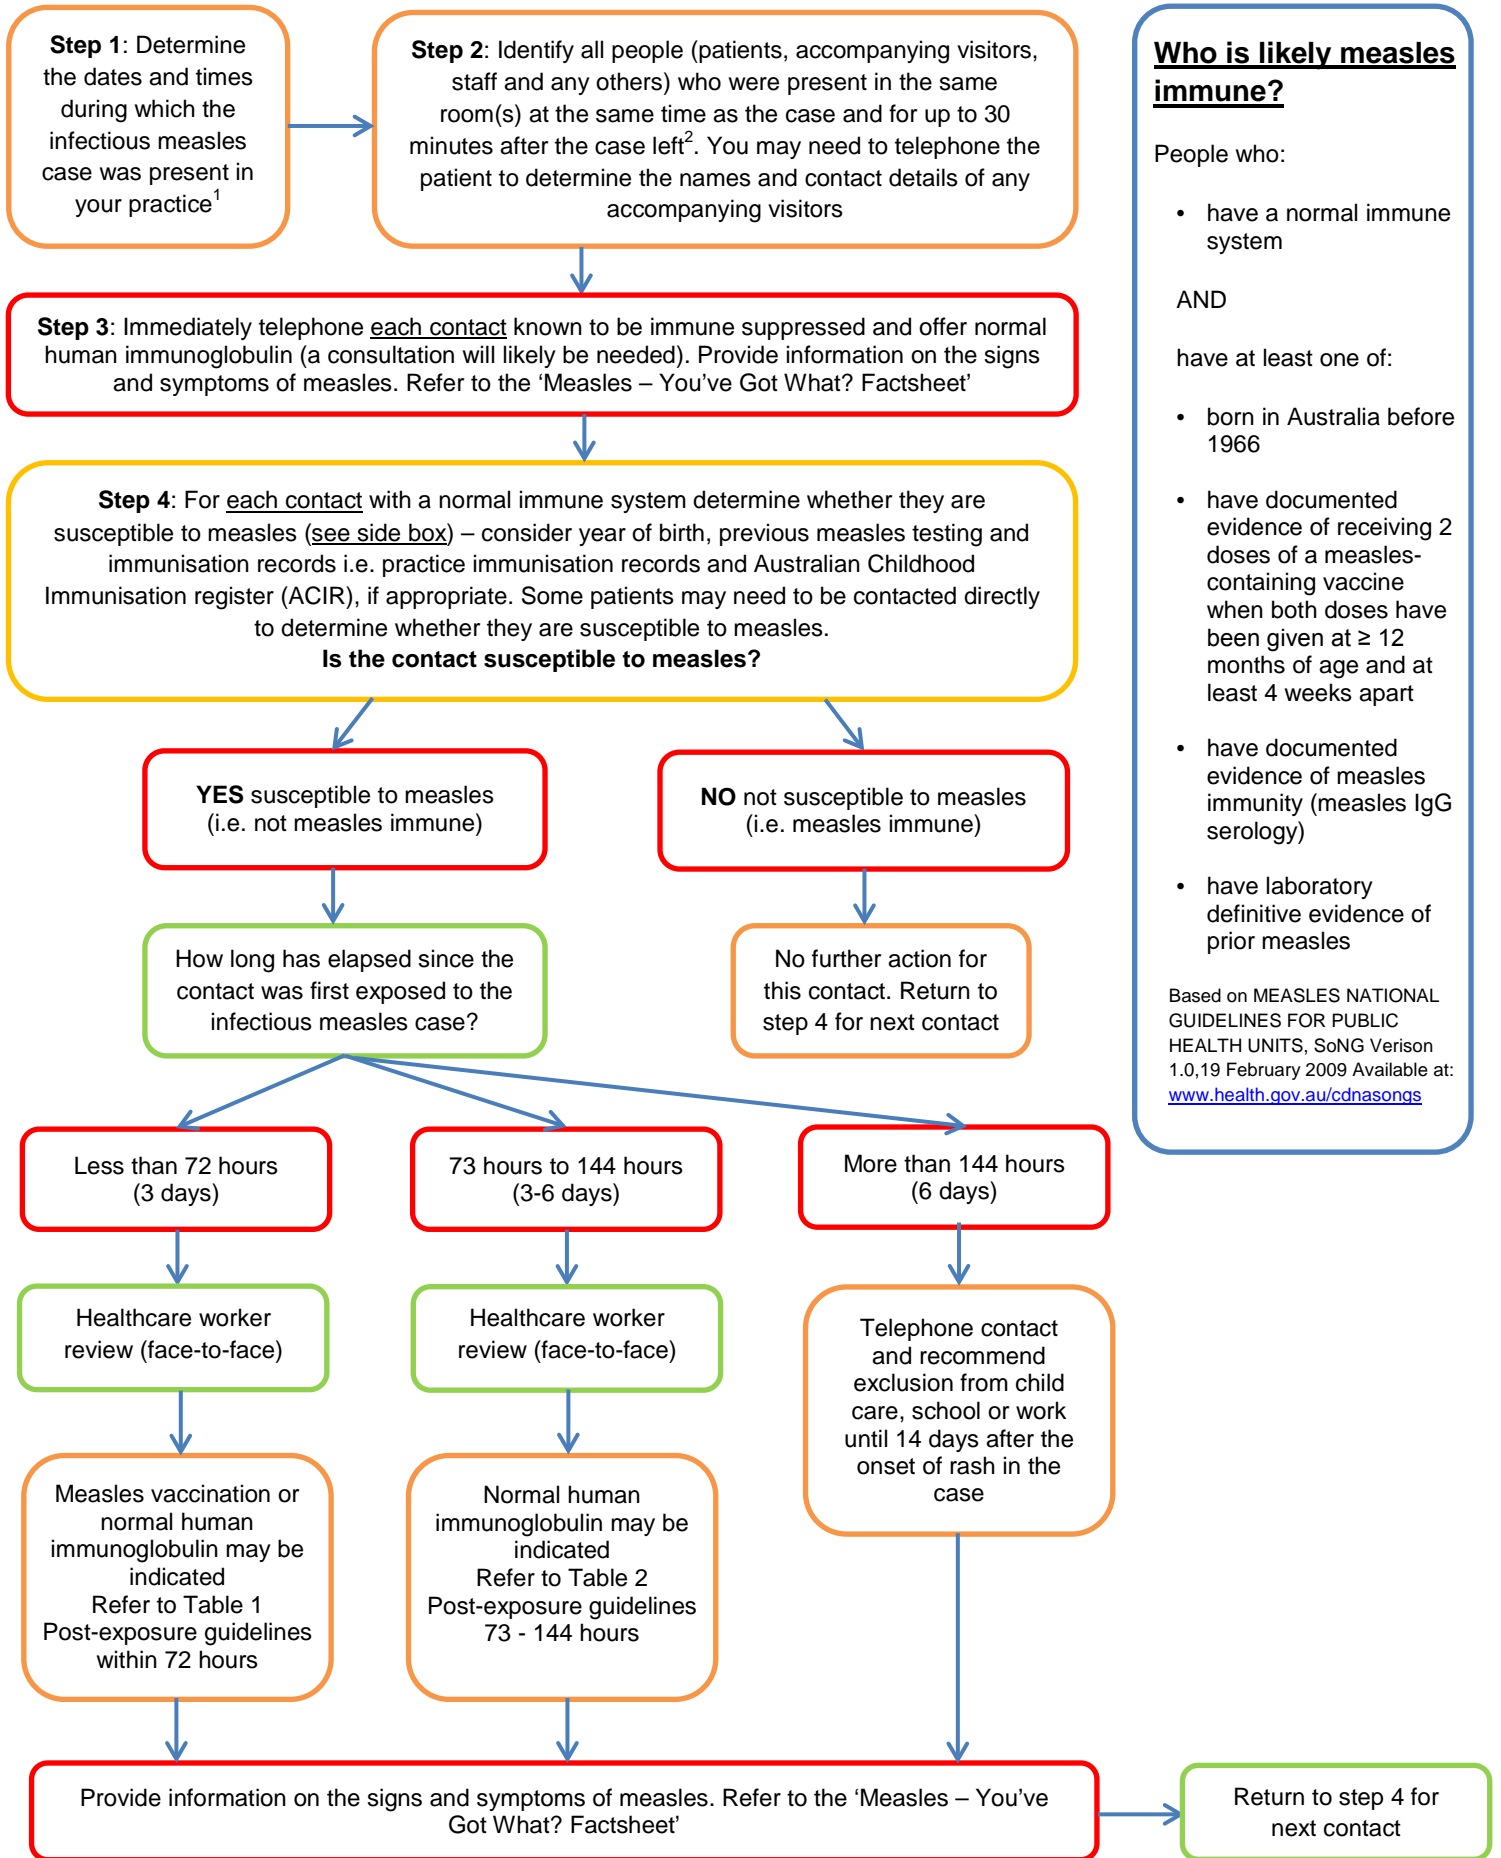 Step 1: Determine
the dates and times
during which the
infectious measles
case was present in
your practice1
Step 2: Identify all people (patients, accompanying visitors,
staff and any others) who were present in the same
room(s) at the same time as the case and for up to 30
minutes after the case left2. You may need to telephone the
patient to determine the names and contact details of any
accompanying visitors
Step 3: Immediately telephone each contact known to be immune suppressed and offer normal
human immunoglobulin (a consultation will likely be needed). Provide information on the signs
and symptoms of measles. Refer to the ‘Measles – You’ve Got What? Factsheet’
Step 4: For each contact with a normal immune system determine whether they are
susceptible to measles (see side box) – consider year of birth, previous measles testing and
immunisation records i.e. practice immunisation records and Australian Childhood
Immunisation register (ACIR), if appropriate. Some patients may need to be contacted directly
to determine whether they are susceptible to measles.
Is the contact susceptible to measles?
YES susceptible to measles
(i.e. not measles immune)
NO not susceptible to measles
(i.e. measles immune)
How long has elapsed since the
contact was first exposed to the
infectious measles case?
No further action for
this contact. Return to
step 4 for next contact
Less than 72 hours
(3 days)
73 hours to 144 hours
(3-6 days)
More than 144 hours
(6 days)
Healthcare worker
review (face-to-face)
Healthcare worker
review (face-to-face)
Telephone contact
and recommend
exclusion from child
care, school or work
until 14 days after the
onset of rash in the
case
Measles vaccination or
normal human
immunoglobulin may be
indicated
Refer to Table 1
Post-exposure guidelines
within 72 hours
Normal human
immunoglobulin may be
indicated
Refer to Table 2
Post-exposure guidelines
73 - 144 hours
Provide information on the signs and symptoms of measles. Refer to the ‘Measles – You’ve
Got What? Factsheet’
Return to step 4 for
next contact
Who is likely measles
immune?
People who:
• have a normal immune
system
AND
have at least one of:
• born in Australia before
1966
• have documented
evidence of receiving 2
doses of a measles-
containing vaccine
when both doses have
been given at ≥ 12
months of age and at
least 4 weeks apart
• have documented
evidence of measles
immunity (measles IgG
serology)
• have laboratory
definitive evidence of
prior measles
Based on MEASLES NATIONAL
GUIDELINES FOR PUBLIC
HEALTH UNITS, SoNG Verison
1.0,19 February 2009 Available at:
www.health.gov.au/cdnasongs